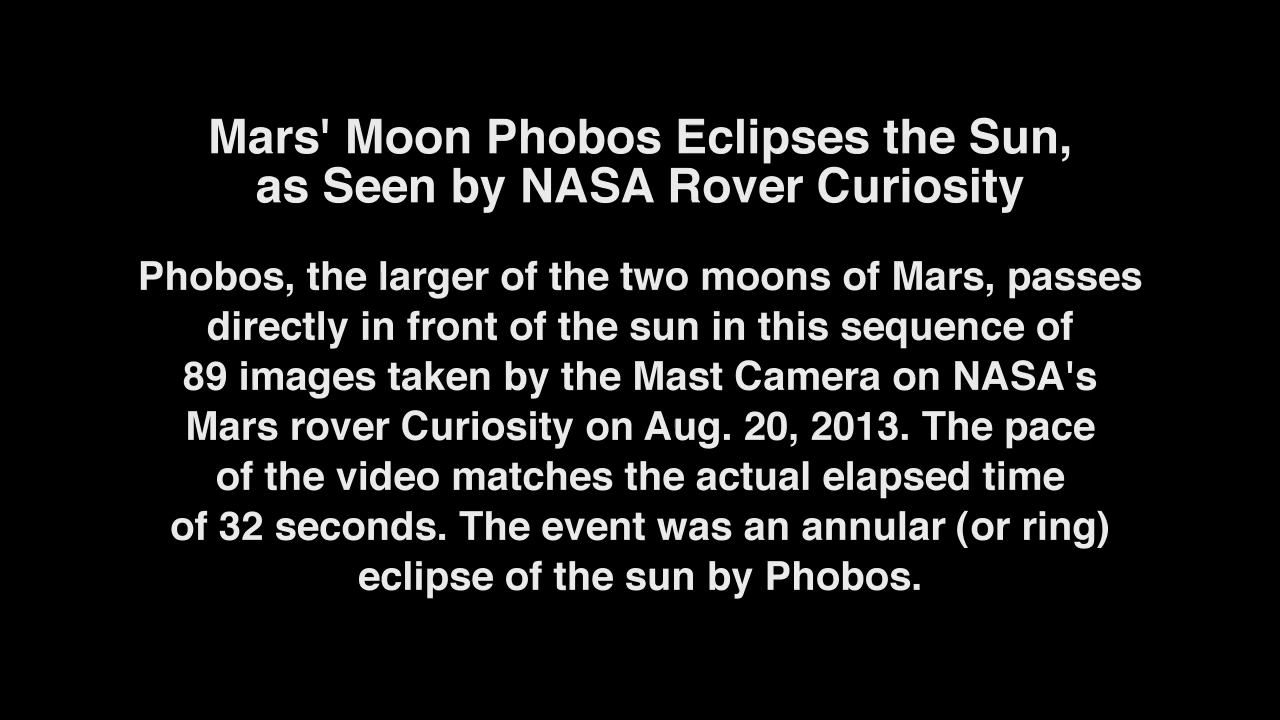 Mars' Moon Phobos Eclipses the Sun,
as Seen by NASA Rover Curiosity
Phobos, the larger of the two moons of Mars, passes
directly in front of the sun in this sequence of
89 images taken by the Mast Camera on NASA's
Mars rover Curiosity on Aug. 20, 2013. The pace
of the video matches the actual elapsed time
of 32 seconds. The event was an annular (or ring)
eclipse of the sun by Phobos.